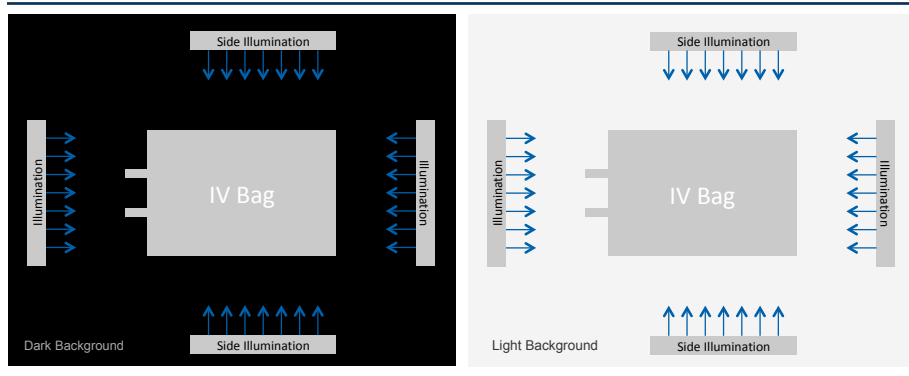 Side Illumination
Illumination
IV Bag
Illumination
Side Illumination
Dark Background
Side Illumination
Illumination
IV Bag
Illumination
Side Illumination
Light Background